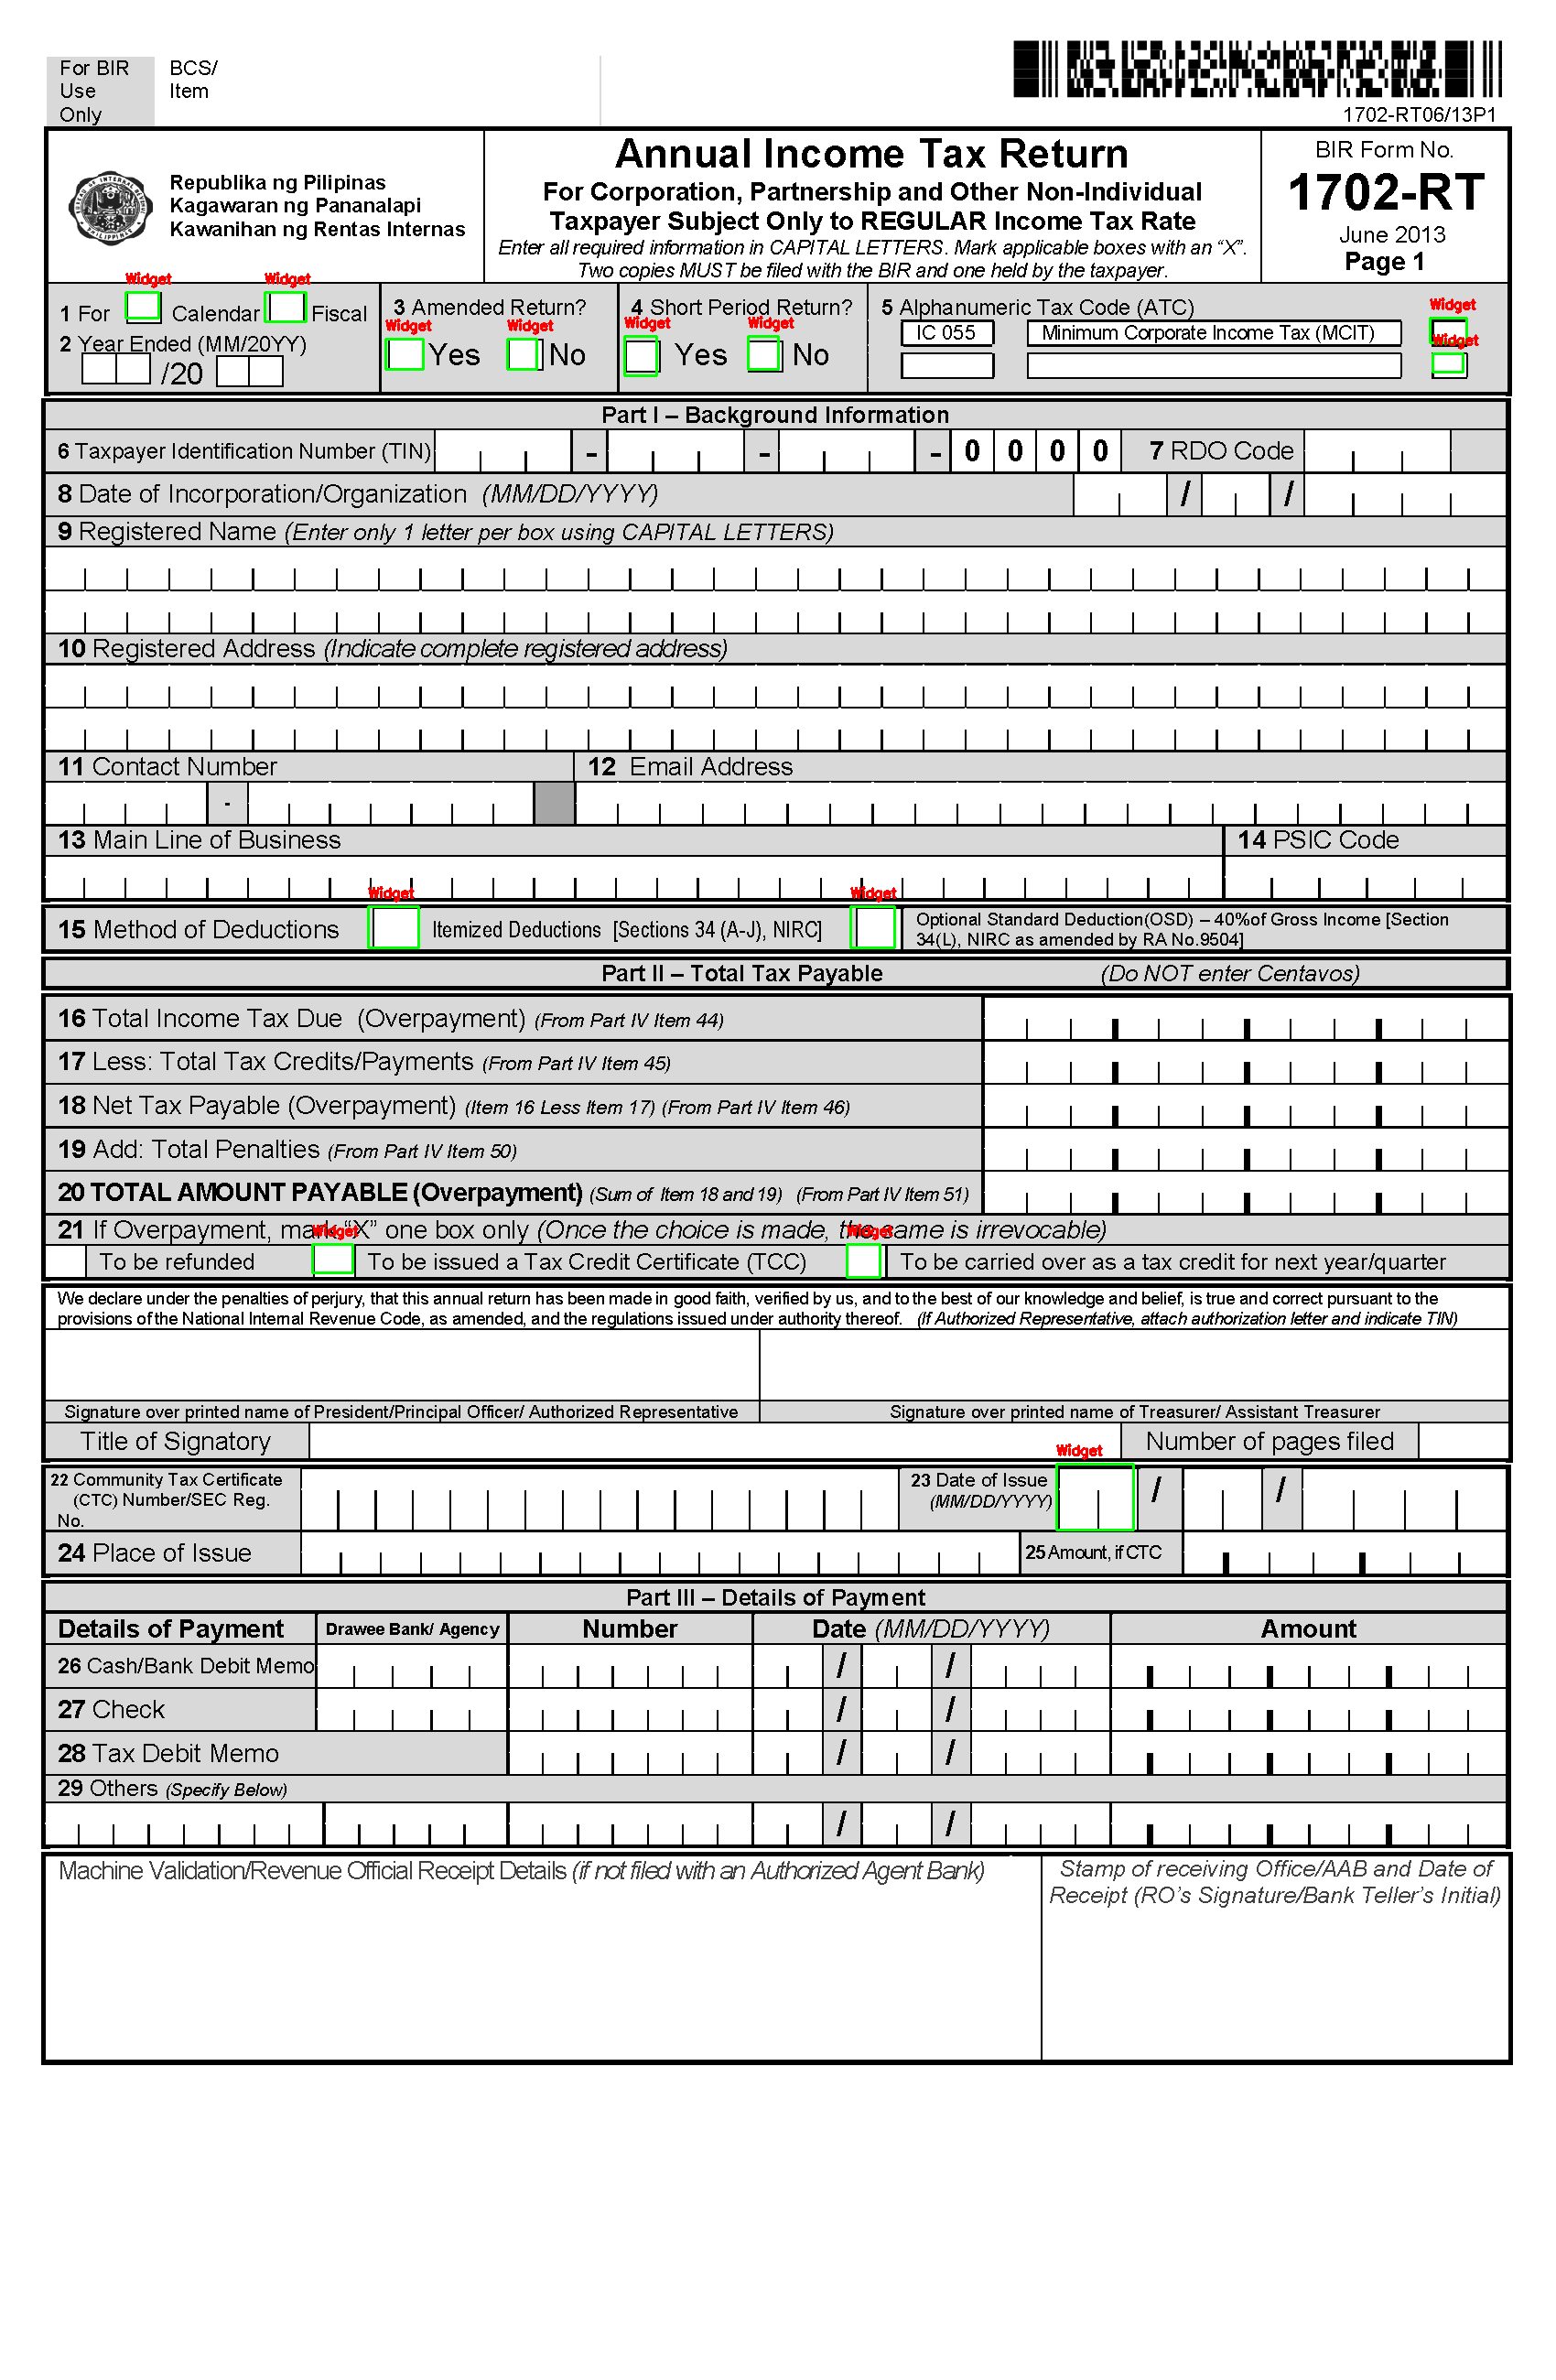 For BIR Use Only
BCS/ Item
1702-RT06/13P1
Republika ng Pilipinas
Kagawaran ng Pananalapi
Kawanihan ng Rentas Internas
Annual Income Tax Return
For Corporation, Partnership and Other Non-Individual
Taxpayer Subject Only to REGULAR Income Tax Rate
Enter all required information in CAPITAL LETTERS. Mark applicable boxes with an “X”.
Two copies MUST be filed with the BIR and one held by the taxpayer.
BIR Form No.
1702-RT
June 2013
Page 1
Widget Widget
1 For Calendar Fiscal
2 Year Ended (MM/20YY)
/20
3 Amended Return?
Widget Widget
Yes No
4 Short Period Return?
Widget Widget
Yes No
5 Alphanumeric Tax Code (ATC)
Widget
IC 055 Minimum Corporate Income Tax (MCIT)
Widget
Part I – Background Information
6 Taxpayer Identification Number (TIN) - - - 0 0 0 0 7 RDO Code
8 Date of Incorporation/Organization (MM/DD/YYYY) / /
9 Registered Name (Enter only 1 letter per box using CAPITAL LETTERS)
10 Registered Address (Indicate complete registered address)
11 Contact Number 12 Email Address
-
13 Main Line of Business 14 PSIC Code
Widget Widget
15 Method of Deductions Itemized Deductions [Sections 34 (A-J), NIRC]
Optional Standard Deduction(OSD) – 40%of Gross Income [Section
34(L), NIRC as amended by RA No.9504]
Part II – Total Tax Payable (Do NOT enter Centavos)
16 Total Income Tax Due (Overpayment) (From Part IV Item 44)
17 Less: Total Tax Credits/Payments (From Part IV Item 45)
18 Net Tax Payable (Overpayment) (Item 16 Less Item 17) (From Part IV Item 46)
19 Add: Total Penalties (From Part IV Item 50)
20 TOTAL AMOUNT PAYABLE (Overpayment) (Sum of Item 18 and 19) (From Part IV Item 51)
21 If Overpayment, mark “X” one box only (Once the choice is made, the same is irrevocable)
Widget Widget
To be refunded To be issued a Tax Credit Certificate (TCC) To be carried over as a tax credit for next year/quarter
We declare under the penalties of perjury, that this annual return has been made in good faith, verified by us, and to the best of our knowledge and belief, is true and correct pursuant to the
provisions of the National Internal Revenue Code, as amended, and the regulations issued under authority thereof. (If Authorized Representative, attach authorization letter and indicate TIN)
Signature over printed name of President/Principal Officer/ Authorized Representative Signature over printed name of Treasurer/ Assistant Treasurer
Title of Signatory Number of pages filed
Widget
22 Community Tax Certificate
(CTC) Number/SEC Reg.
No.
23 Date of Issue
(MM/DD/YYYY) / /
24 Place of Issue 25 Amount, if CTC
Part III – Details of Payment
Details of Payment Drawee Bank/ Agency Number Date (MM/DD/YYYY) Amount
26 Cash/Bank Debit Memo / /
27 Check / /
28 Tax Debit Memo / /
29 Others (Specify Below)
/ /
Machine Validation/Revenue Official Receipt Details (if not filed with an Authorized Agent Bank)
Stamp of receiving Office/AAB and Date of
Receipt (RO’s Signature/Bank Teller’s Initial)